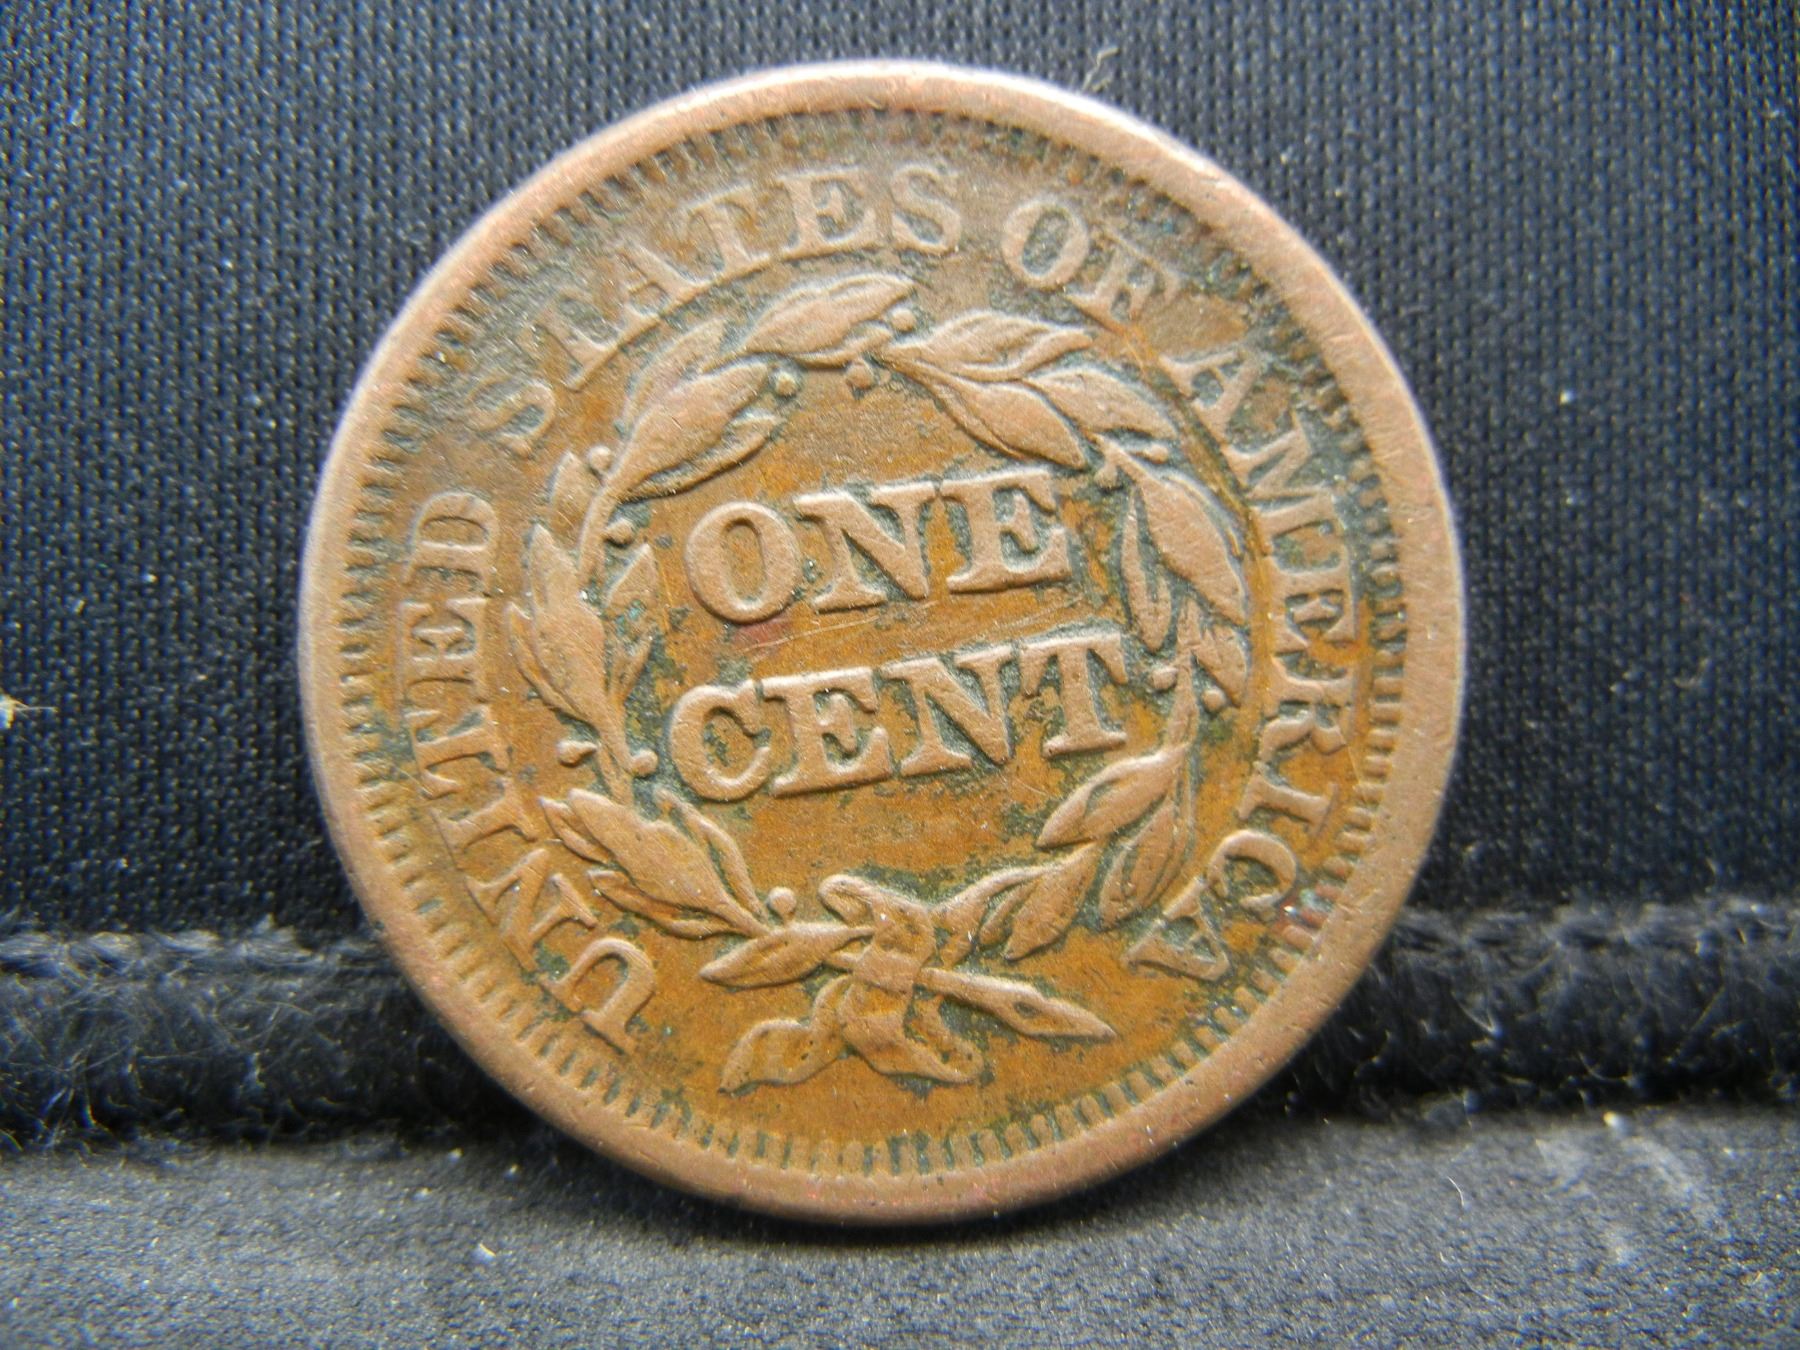 UNITED STATES OF AMERICA
ONE
CENT